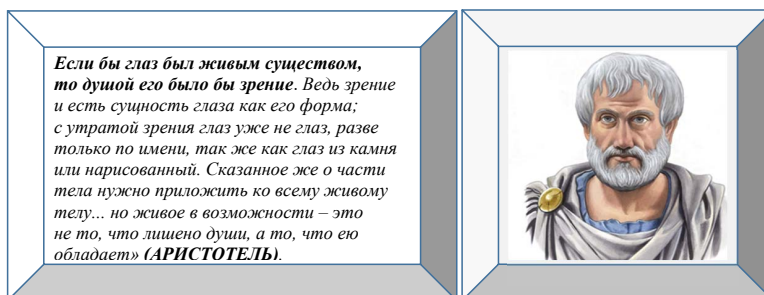 Если бы глаз был живым существом,
то душой его было бы зрение. Ведь зрение
и есть сущность глаза как его форма;
с утратой зрения глаз уже не глаз, разве
только по имени, так же как глаз из камня
или нарисованный. Сказанное же о части
тела нужно приложить ко всему живому
телу... но живое в возможности – это
не то, что лишено души, а то, что ею
обладает» (АРИСТОТЕЛЬ).